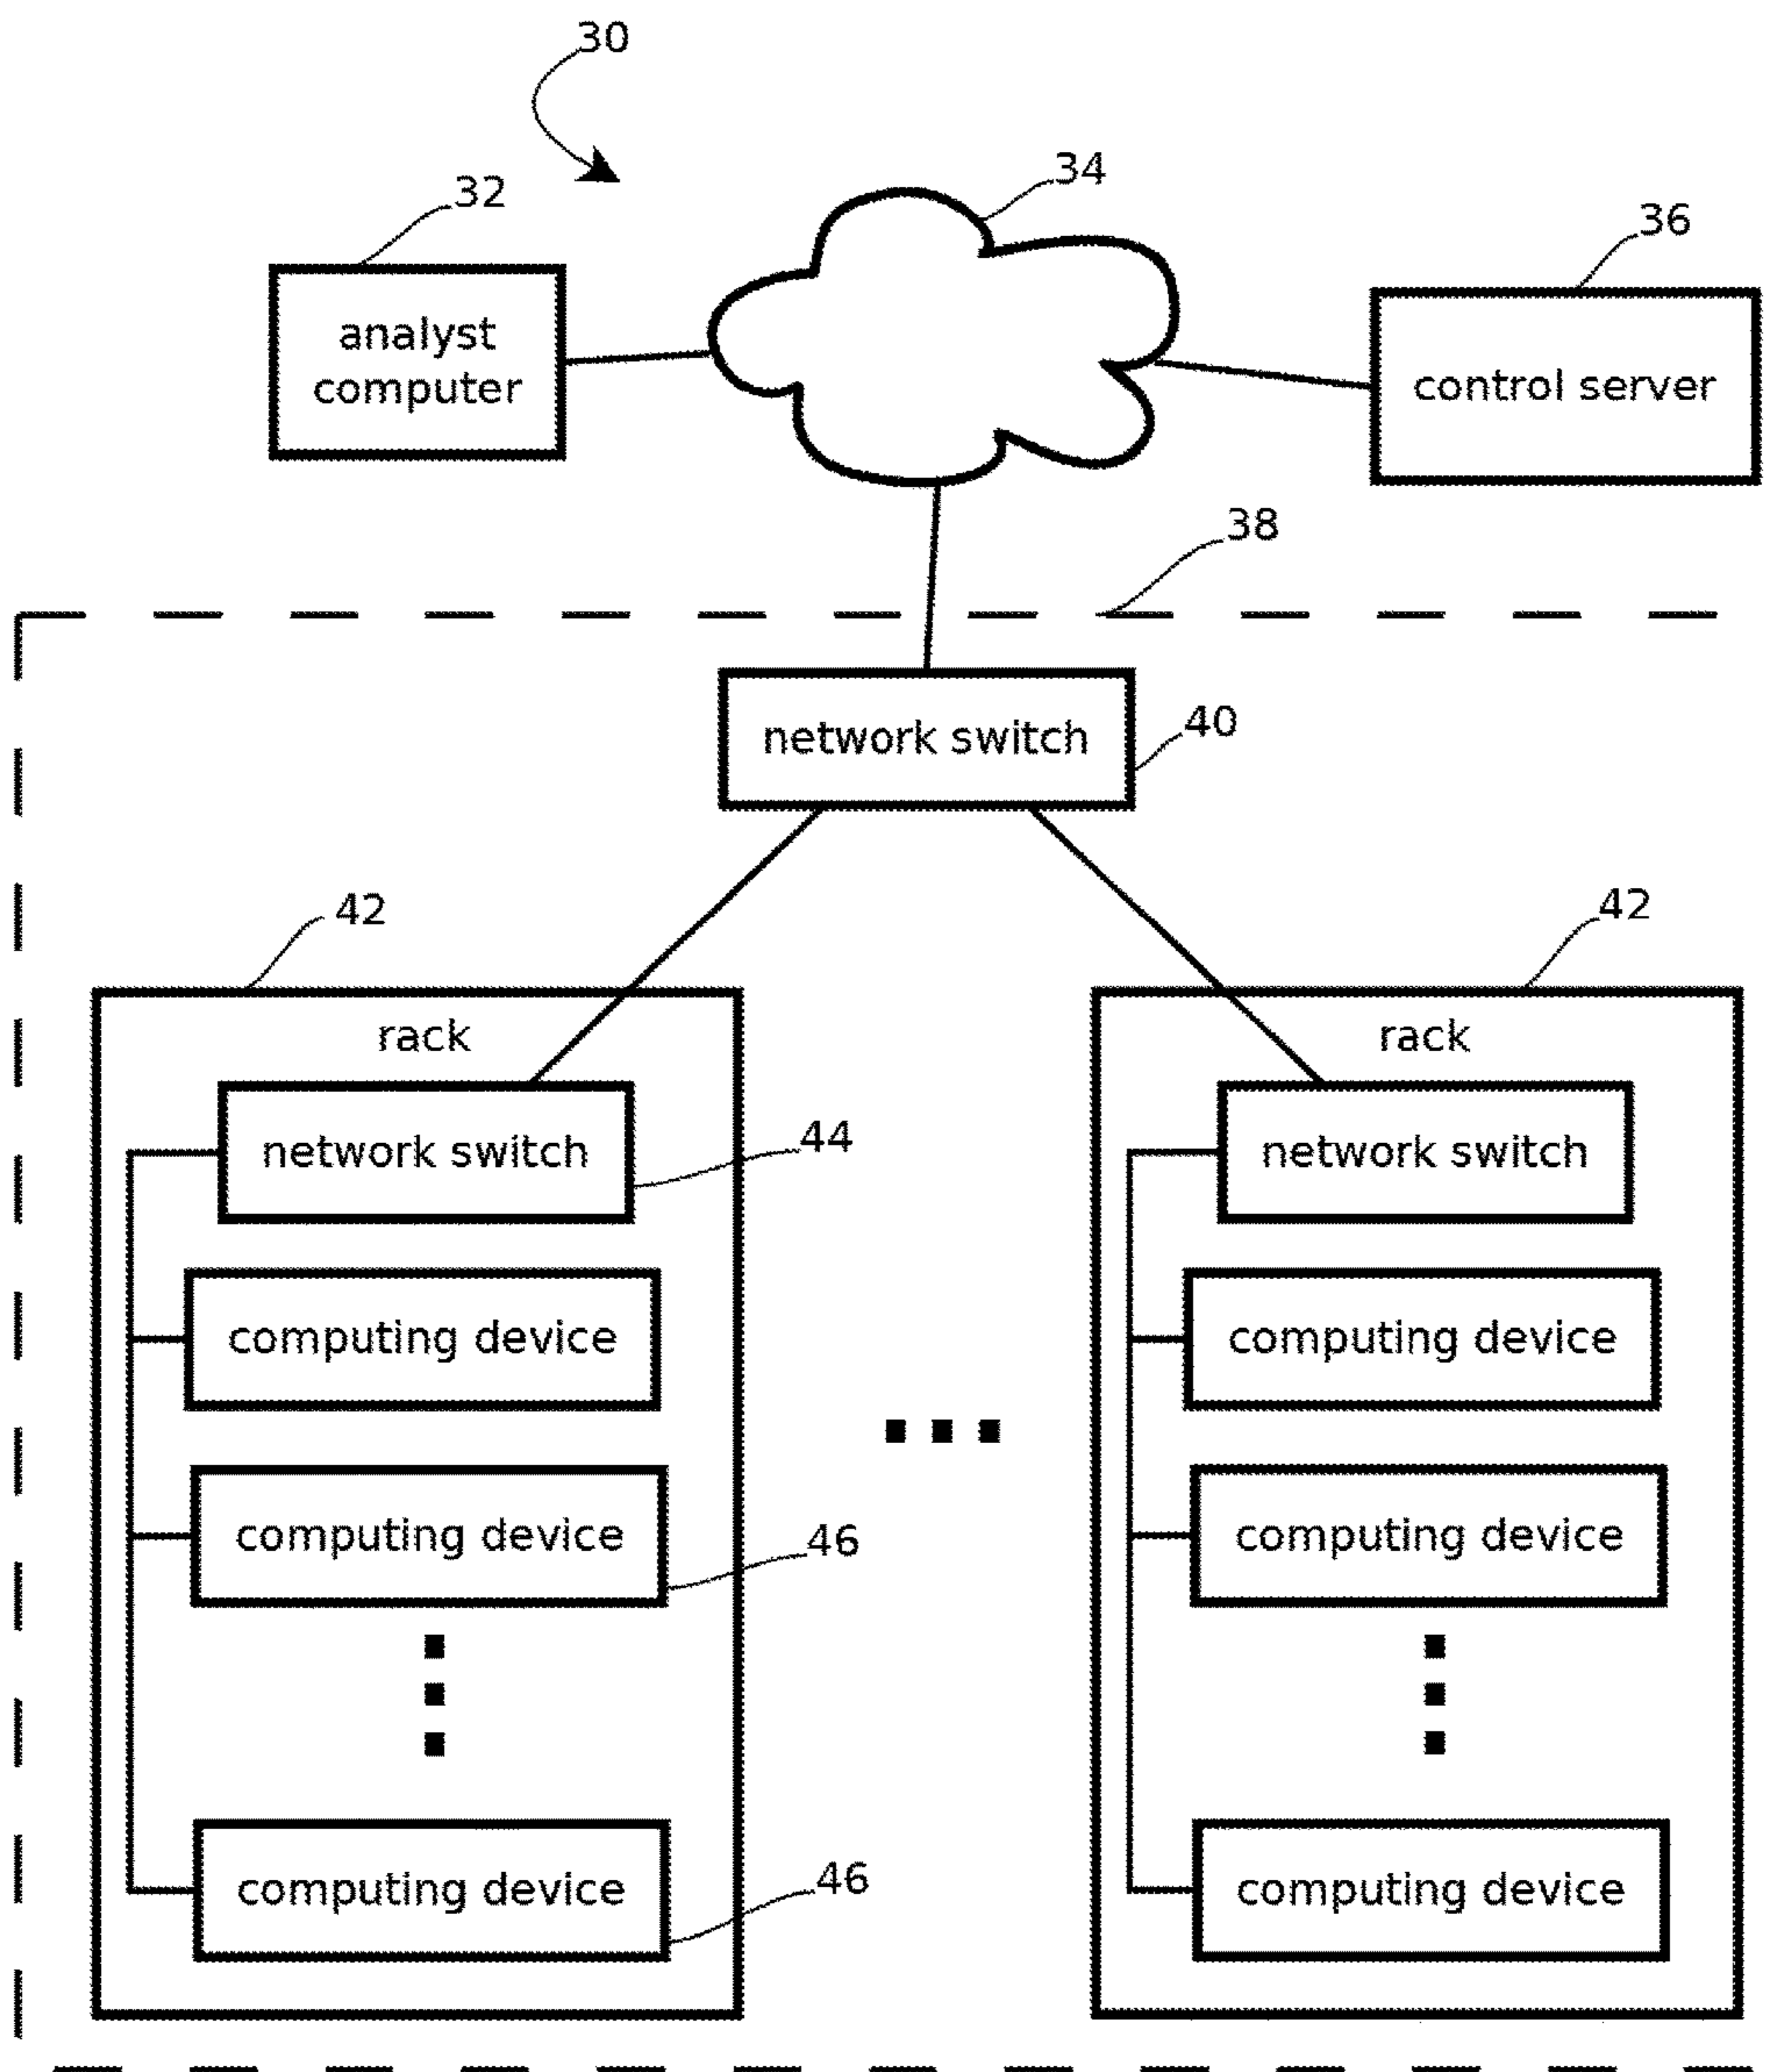 30
34
32
36
analyst
computer
control server
38
network switch
40
42
42
rack
rack
network switch
44
network switch
computing device
computing device
computing device
46
computing device
computing device
46
computing device